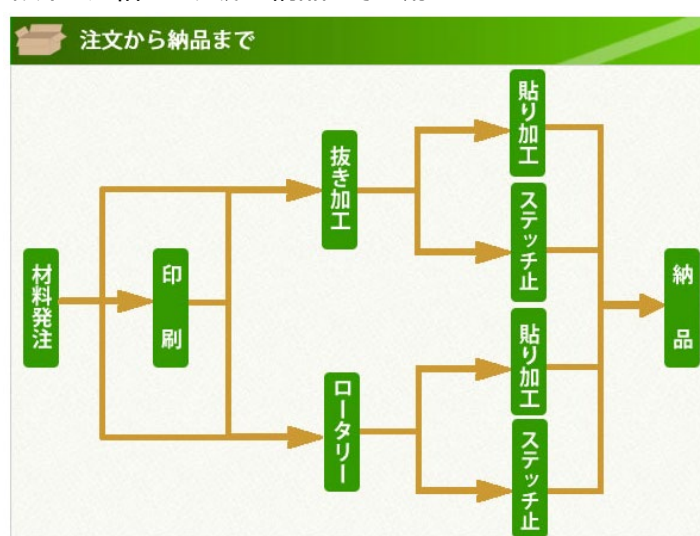 注文から納品まで
材料発注
印刷
抜き加工
ロータリー
貼り加工
ステッチ止
貼り加工
ステッチ止
納品